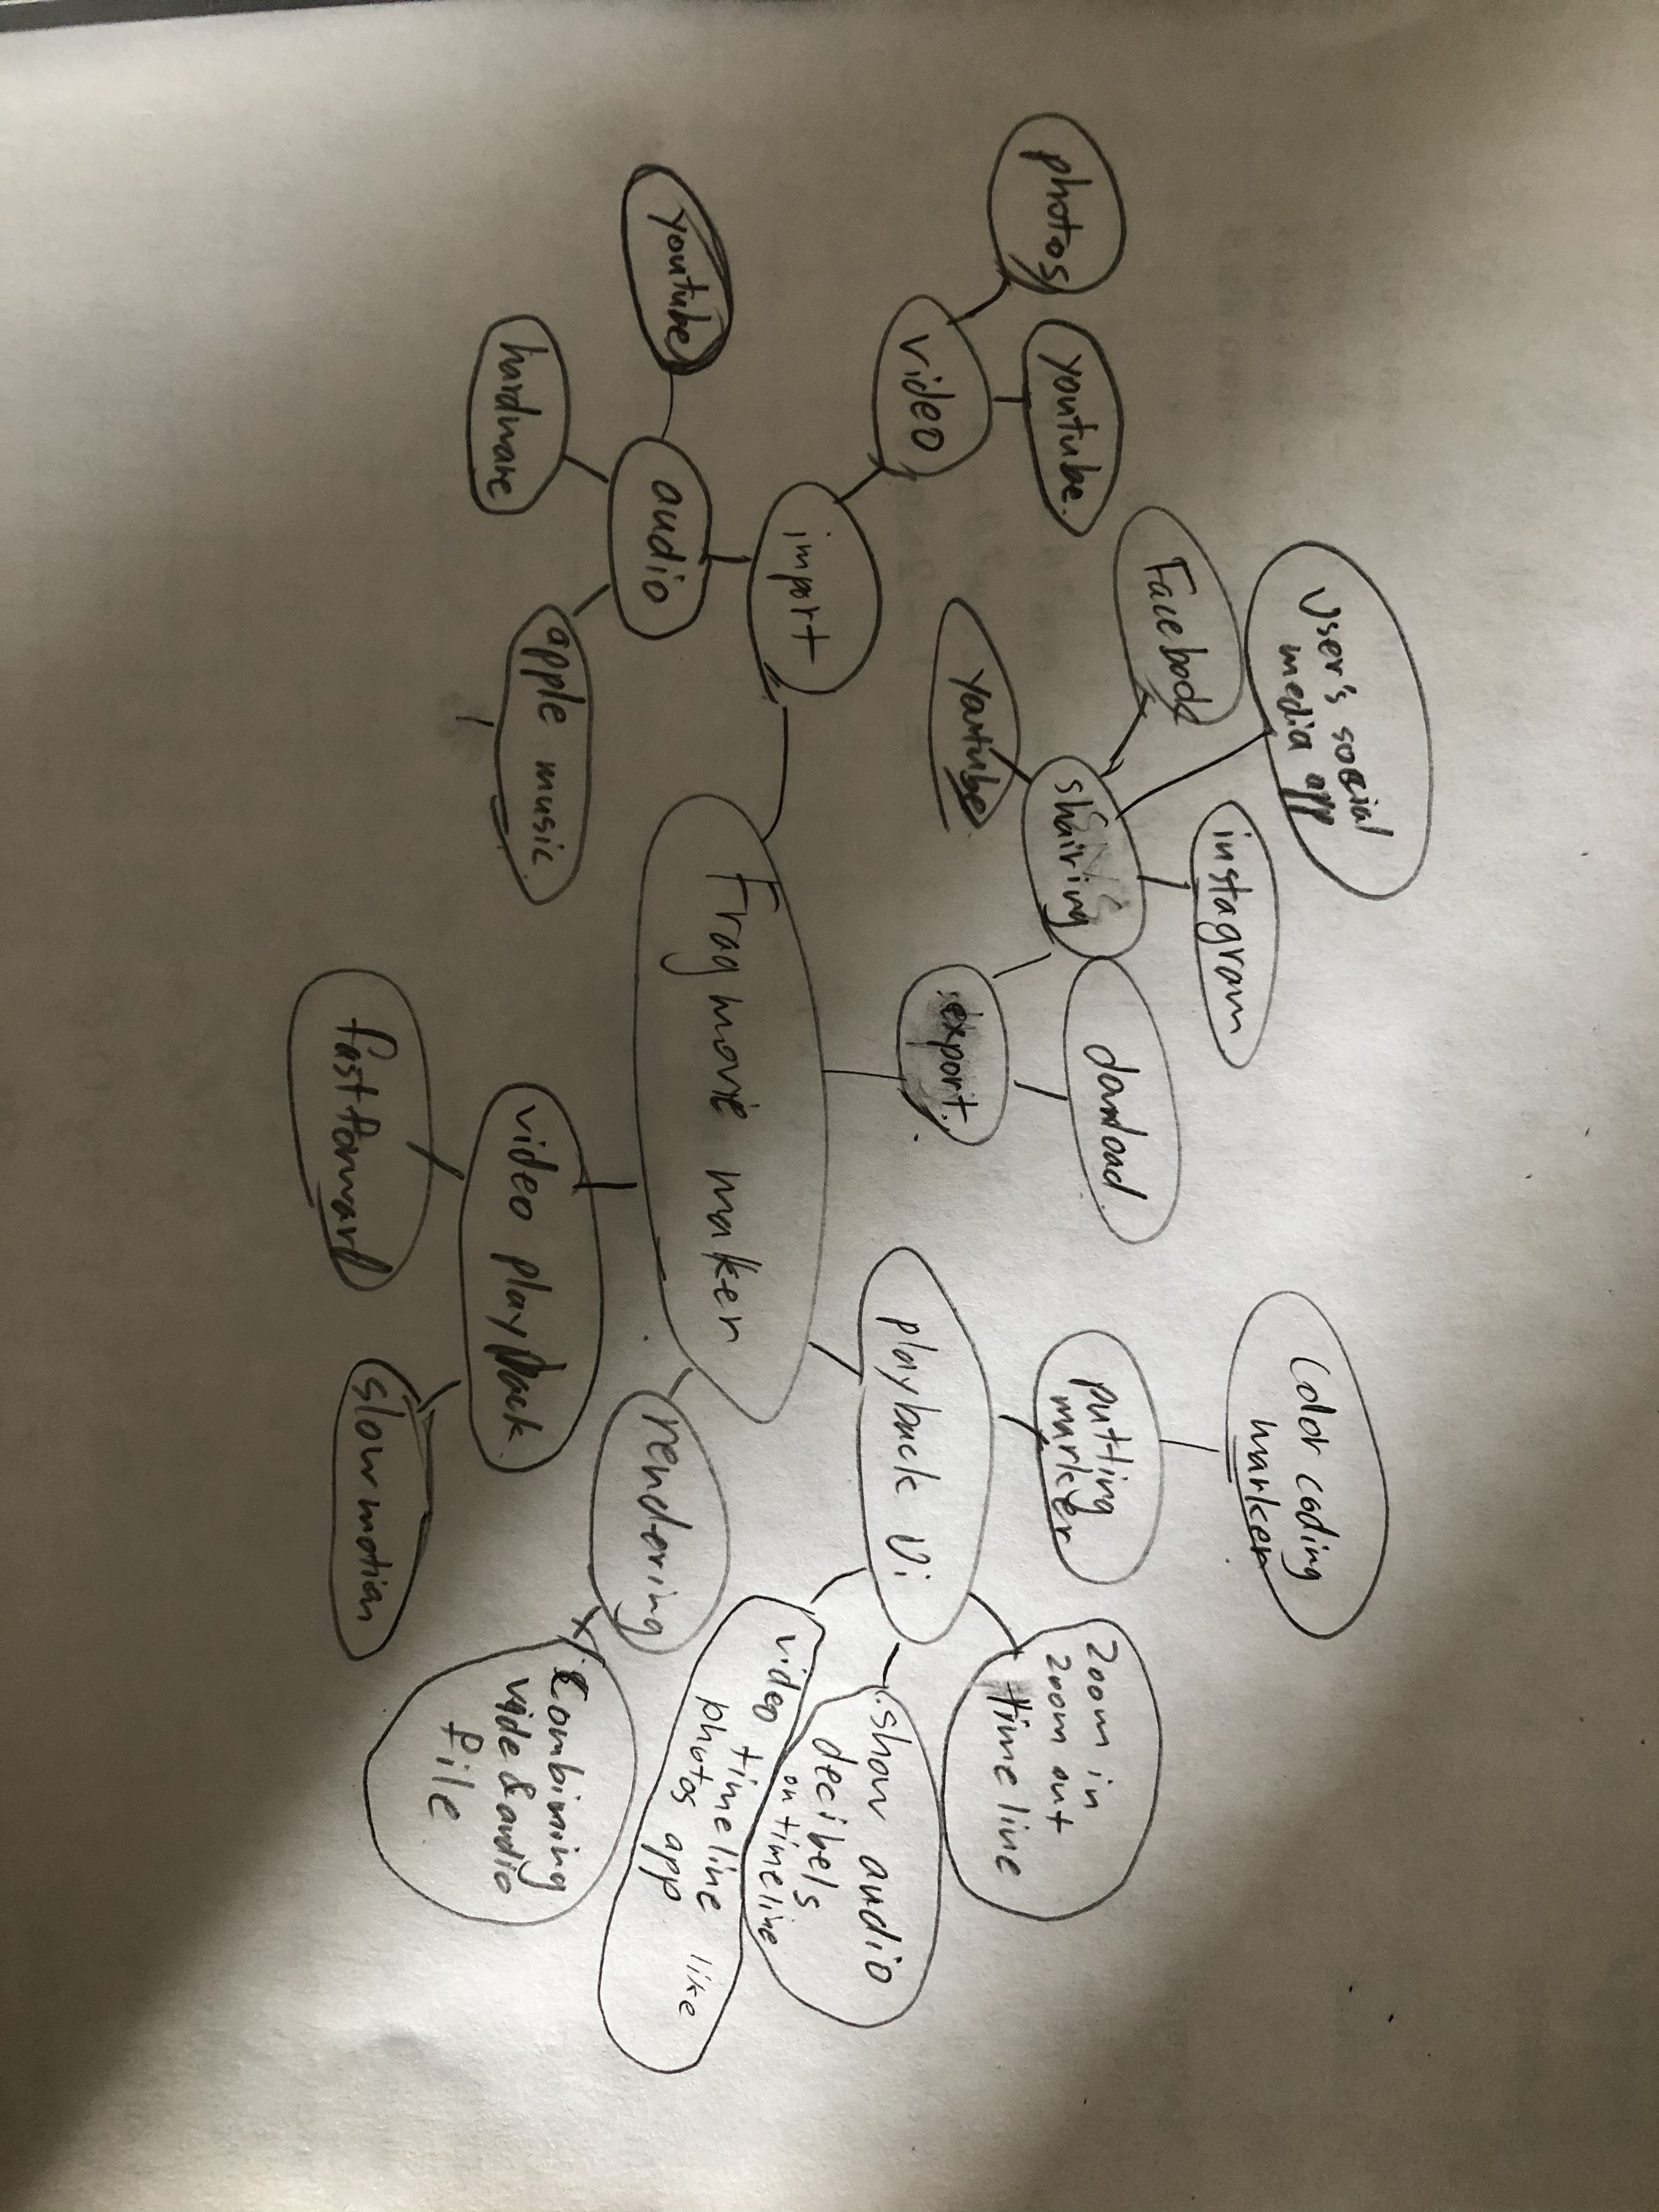 User's social
media app
instagram
Facebook
Youtube
shairing
export
download
photos
youtube
video
import
youtube
audio
hardware
apple music
Frag movie maker
Color coding
marker
putting
marker
playback Ui
zoom in
zoom out
time line
show audio
decibels
on timeline
video timeline like
photos app
rendering
Combining
vide & audio
file
video playback
fast forward
slow motion